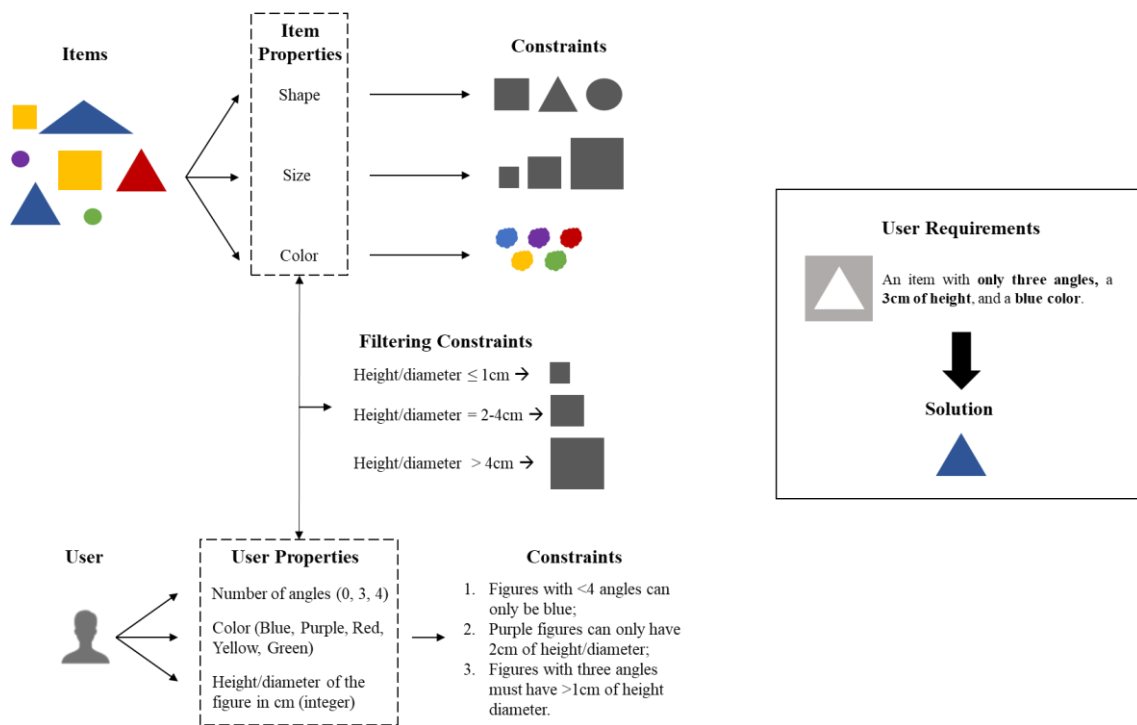 Items
Item
Properties
Shape
Size
Color
Constraints
Filtering Constraints
Height/diameter ≤ 1cm →
Height/diameter = 2-4cm →
Height/diameter > 4cm →
User
User Properties
Number of angles (0, 3, 4)
Color (Blue, Purple, Red,
Yellow, Green)
Height/diameter of the
figure in cm (integer)
Constraints
1. Figures with <4 angles can
only be blue;
2. Purple figures can only have
2cm of height/diameter;
3. Figures with three angles
must have >1cm of height
diameter.
User Requirements
An item with only three angles, a
3cm of height, and a blue color.
Solution